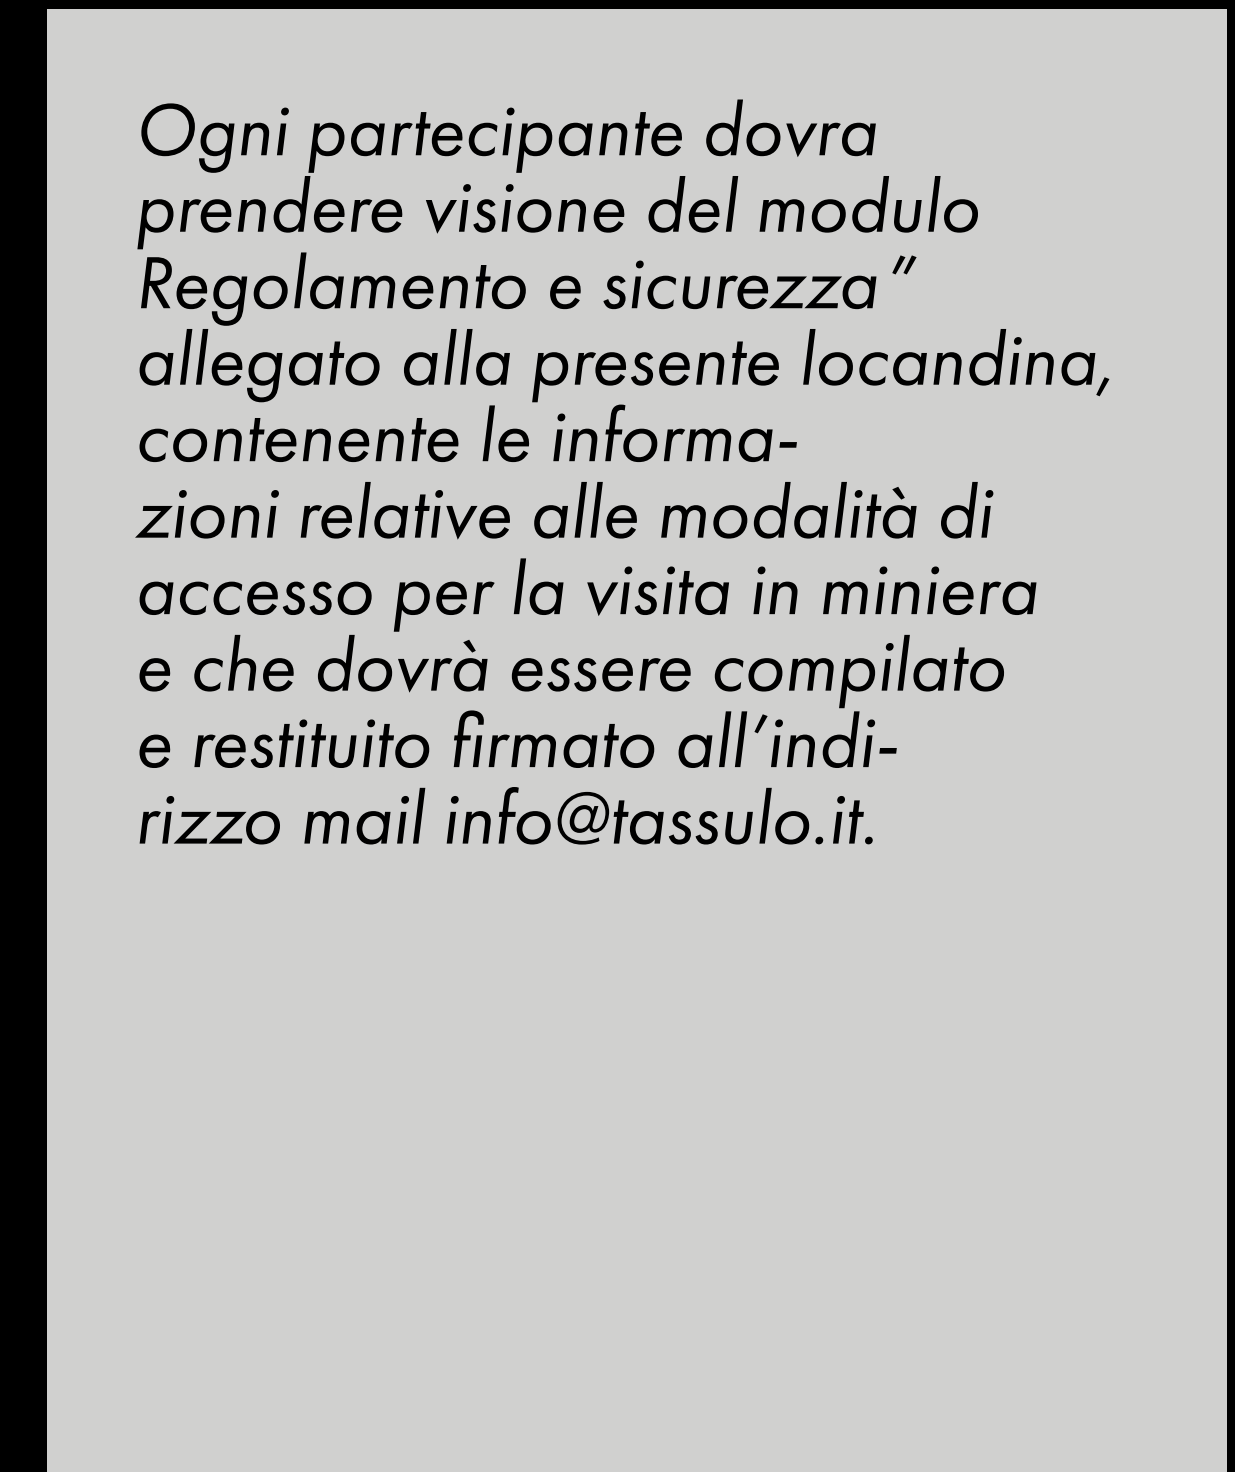 Ogni partecipante dovra
prendere visione del modulo
Regolamento e sicurezza”
allegato alla presente locandina,
contenente le informa-
zioni relative alle modalità di
accesso per la visita in miniera
e che dovrà essere compilato
e restituito firmato all’indi-
rizzo mail info@tassulo.it.